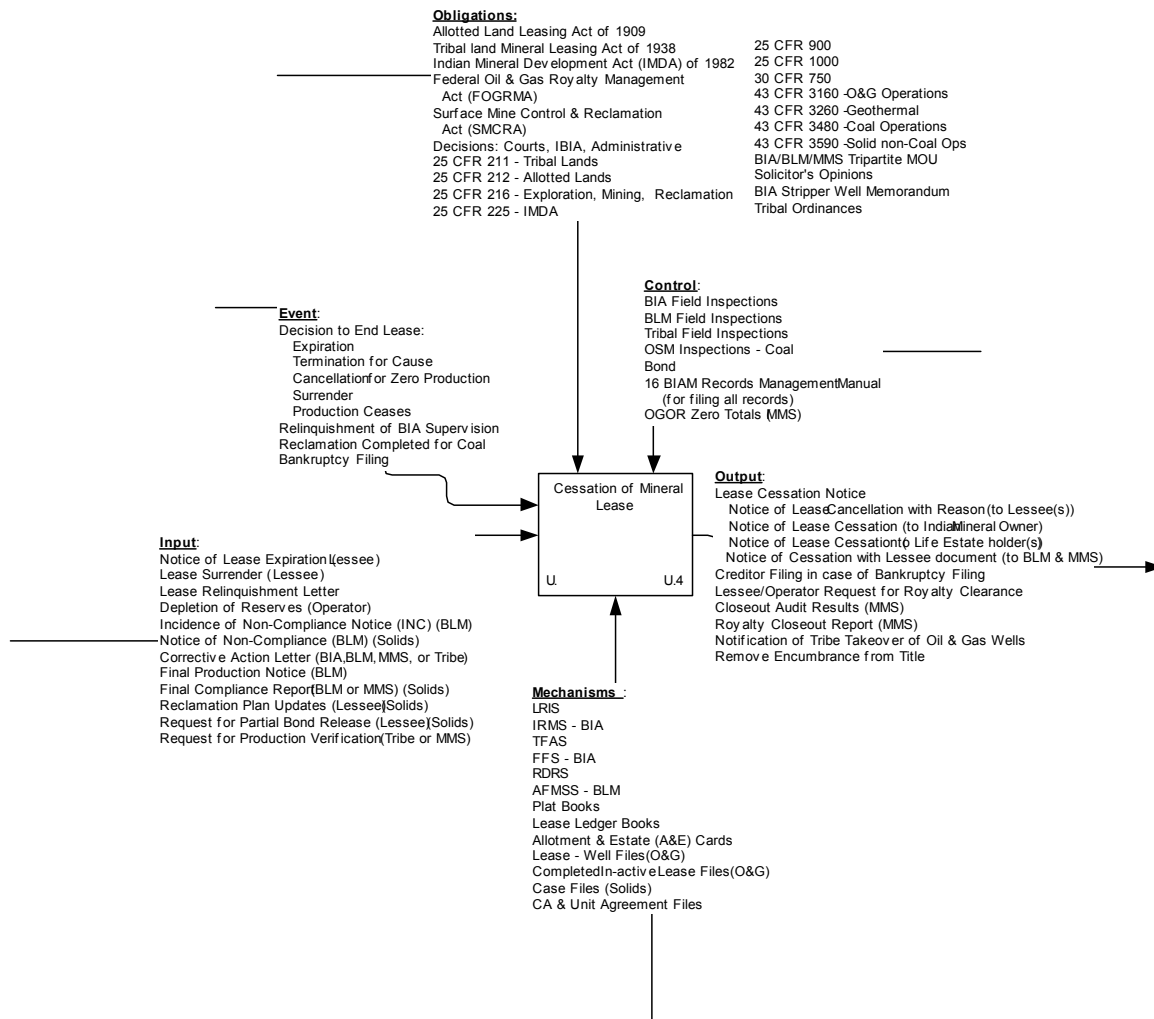 Obligations:
Allotted Land Leasing Act of 1909
Tribal land Mineral Leasing Act of 1938
Indian Mineral Development Act (IMDA) of 1982
Federal Oil & Gas Royalty Management
Act (FOGRMA)
Surface Mine Control & Reclamation
Act (SMCRA)
Decisions: Courts, IBIA, Administrative
25 CFR 211 - Tribal Lands
25 CFR 212 - Allotted Lands
25 CFR 216 - Exploration, Mining, Reclamation
25 CFR 225 - IMDA
25 CFR 900
25 CFR 1000
30 CFR 750
43 CFR 3160 -O&G Operations
43 CFR 3260 -Geothermal
43 CFR 3480 -Coal Operations
43 CFR 3590 -Solid non-Coal Ops
BIA/BLM/MMS Tripartite MOU
Solicitor's Opinions
BIA Stripper Well Memorandum
Tribal Ordinances
Control:
BIA Field Inspections
BLM Field Inspections
Tribal Field Inspections
OSM Inspections - Coal
Bond
16 BIAM Records Management Manual
(for filing all records)
OGOR Zero Totals (MMS)
Event:
Decision to End Lease:
Expiration
Termination for Cause
Cancellation for Zero Production
Surrender
Production Ceases
Relinquishment of BIA Supervision
Reclamation Completed for Coal
Bankruptcy Filing
Cessation of Mineral
Lease
U. U.4
Input:
Notice of Lease Expiration (Lessee)
Lease Surrender (Lessee)
Lease Relinquishment Letter
Depletion of Reserves (Operator)
Incidence of Non-Compliance Notice (INC) (BLM)
Notice of Non-Compliance (BLM) (Solids)
Corrective Action Letter (BIA,BLM, MMS, or Tribe)
Final Production Notice (BLM)
Final Compliance Report (BLM or MMS) (Solids)
Reclamation Plan Updates (Lessee) (Solids)
Request for Partial Bond Release (Lessee) (Solids)
Request for Production Verification (Tribe or MMS)
Output:
Lease Cessation Notice
Notice of Lease Cancellation with Reason (to Lessee(s))
Notice of Lease Cessation (to Indian Mineral Owner)
Notice of Lease Cessation (to Life Estate holder(s))
Notice of Cessation with Lessee document (to BLM & MMS)
Creditor Filing in case of Bankruptcy Filing
Lessee/Operator Request for Royalty Clearance
Closeout Audit Results (MMS)
Royalty Closeout Report (MMS)
Notification of Tribe Takeover of Oil & Gas Wells
Remove Encumbrance from Title
Mechanisms :
LRIS
IRMS - BIA
TFAS
FFS - BIA
RDRS
AFMSS - BLM
Plat Books
Lease Ledger Books
Allotment & Estate (A&E) Cards
Lease - Well Files (O&G)
Completed In-active Lease Files (O&G)
Case Files (Solids)
CA & Unit Agreement Files